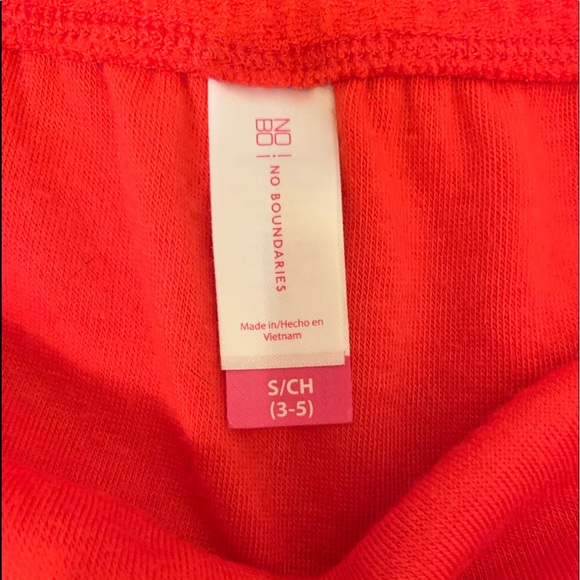 NO
BO
NO BOUNDARIES
Made in/Hecho en
Vietnam
S/CH
(3-5)